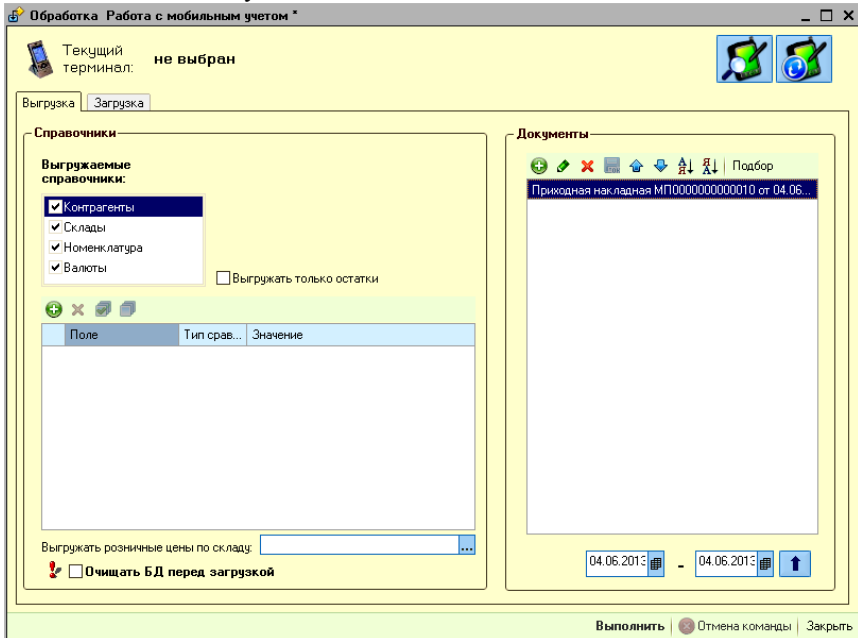 Обработка Работа с мобильным учетом *
Текущий
терминал:
не выбран
Выгрузка
Загрузка
Справочники
Выгружаемые
справочники:
Контрагенты
Склады
Номенклатура
Валюты
Выгружать только остатки
Поле
Тип срав...
Значение
Выгружать розничные цены по складу:
...
Очищать БД перед загрузкой
Документы
Подбор
Приходная накладная МП0000000000010 от 04.06...
04.06.2013
-
04.06.2013
Выполнить
Отмена команды
Закрыть